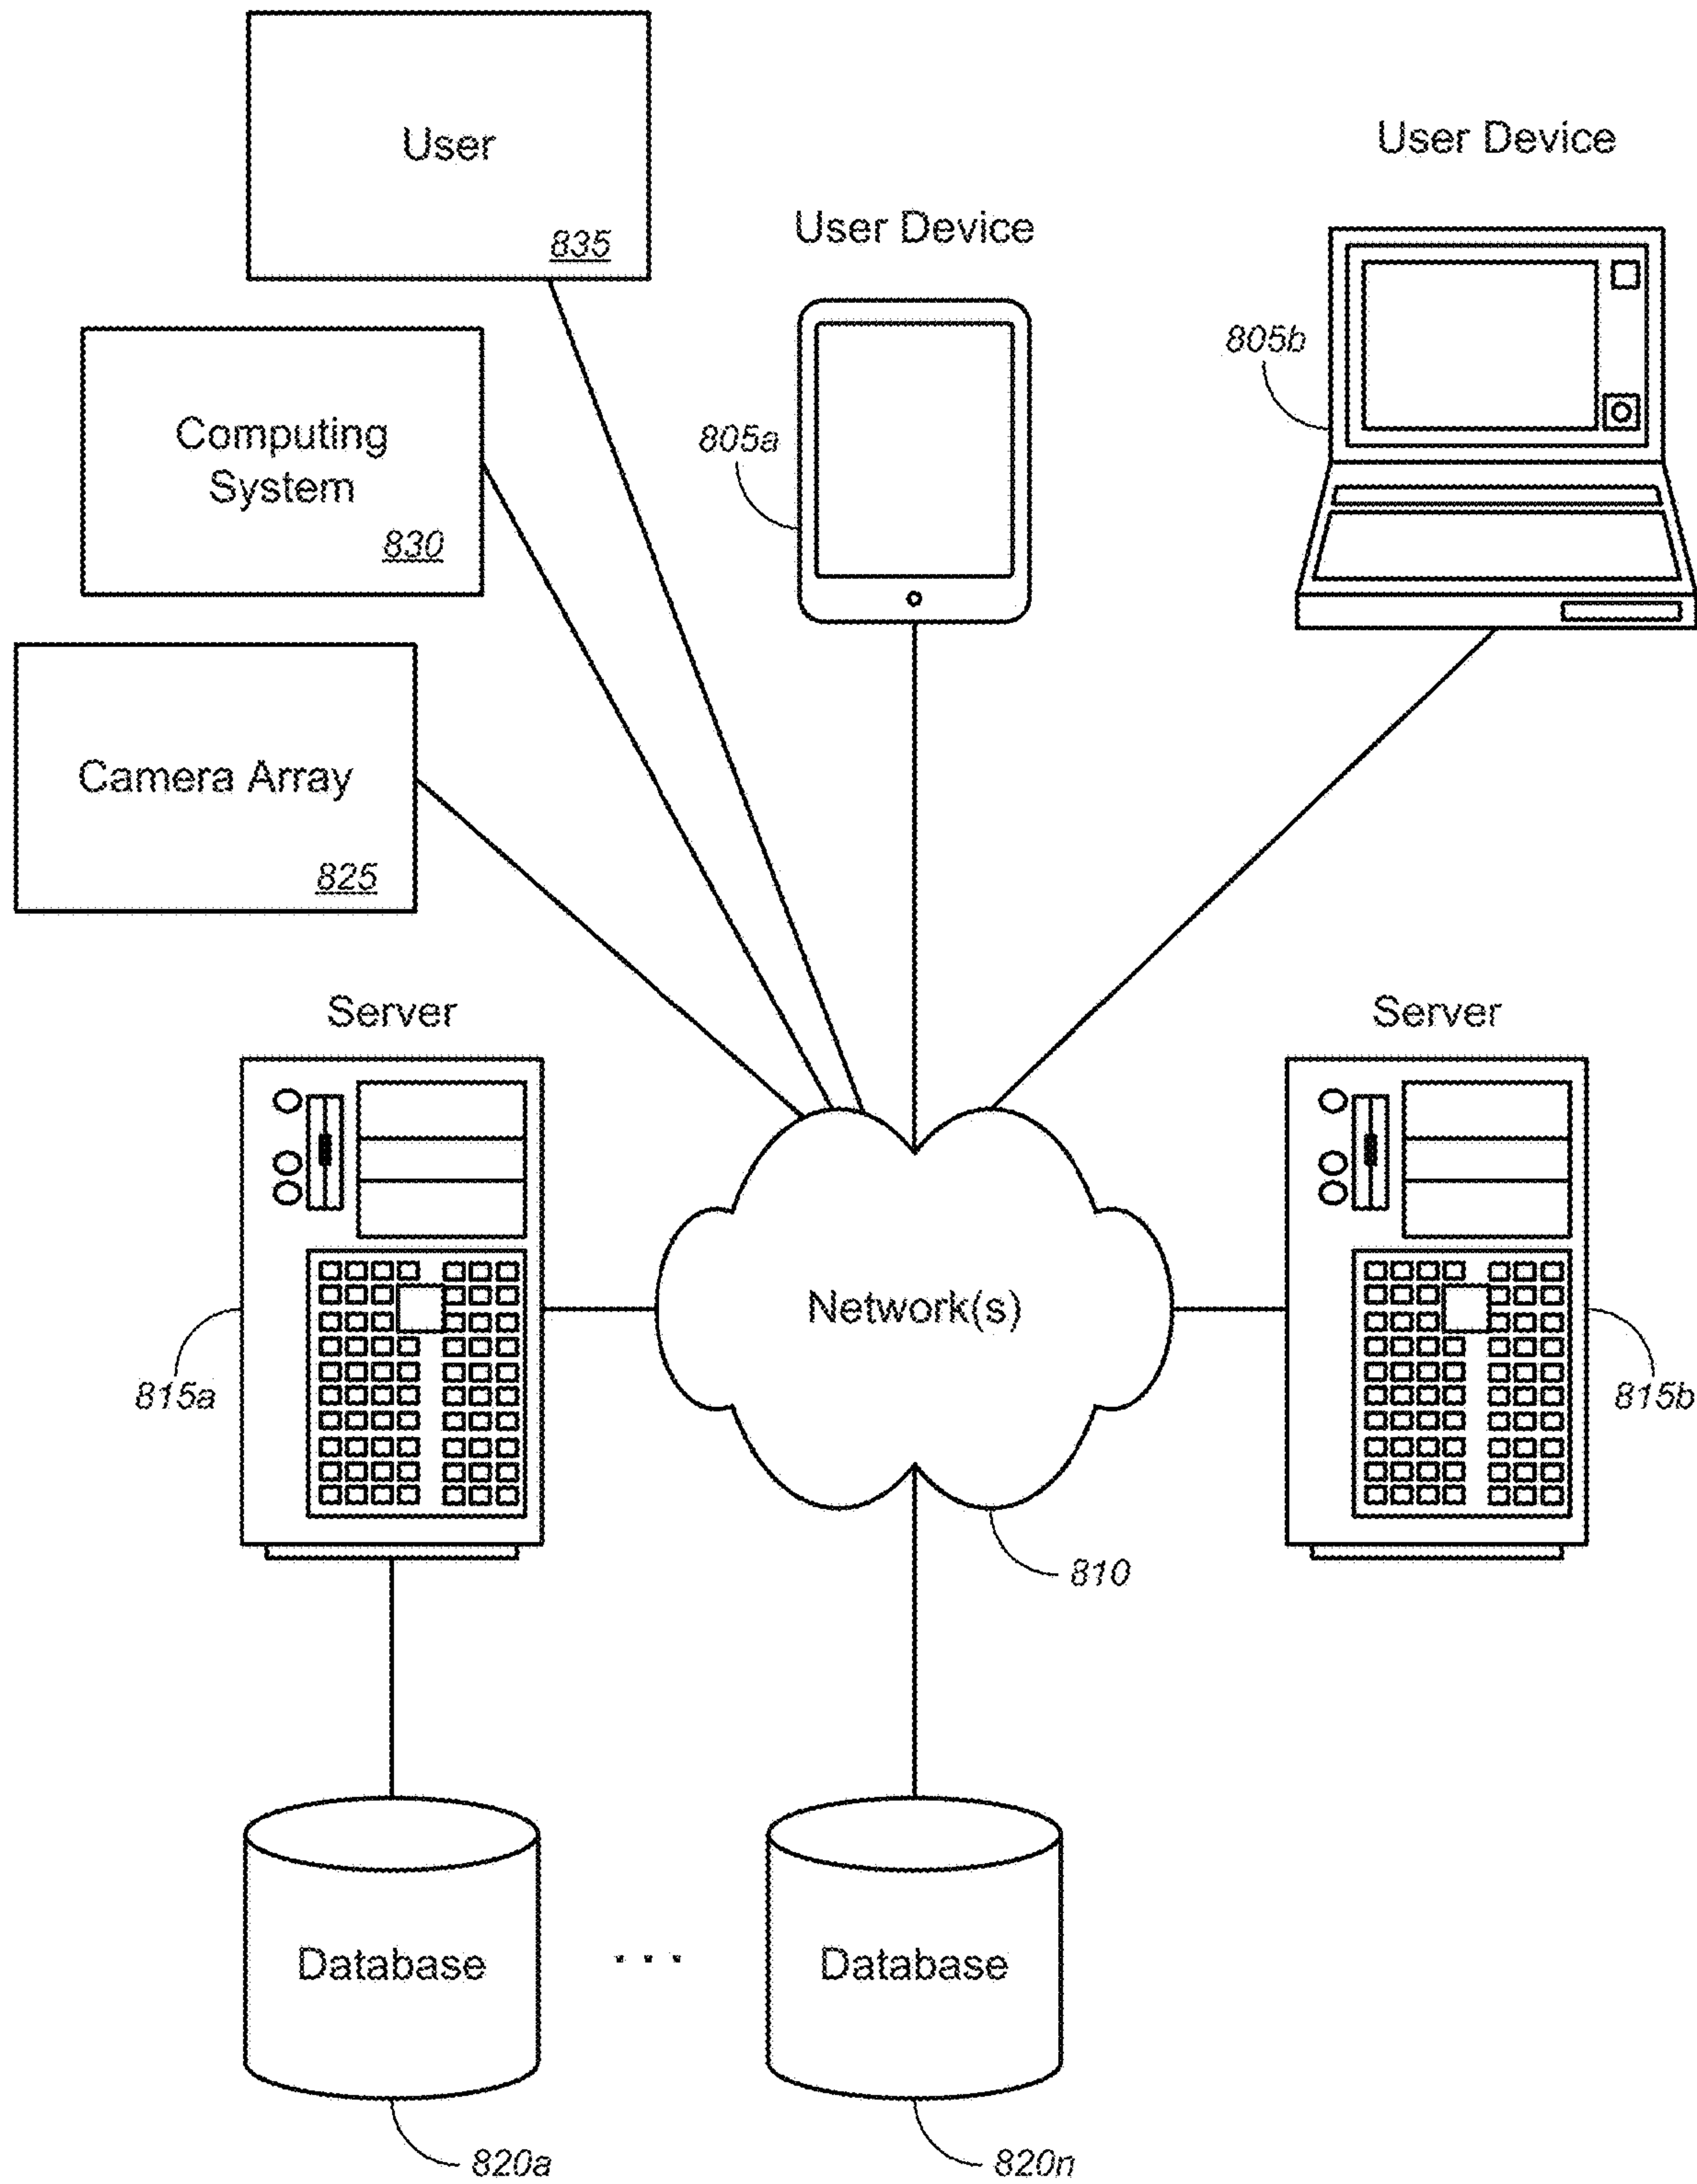 User
835
User Device
User Device
Computing
System
830
805a
805b
Camera Array
825
Server
Server
Network(s)
815a
815b
810
Database
. . .
Database
820a
820n